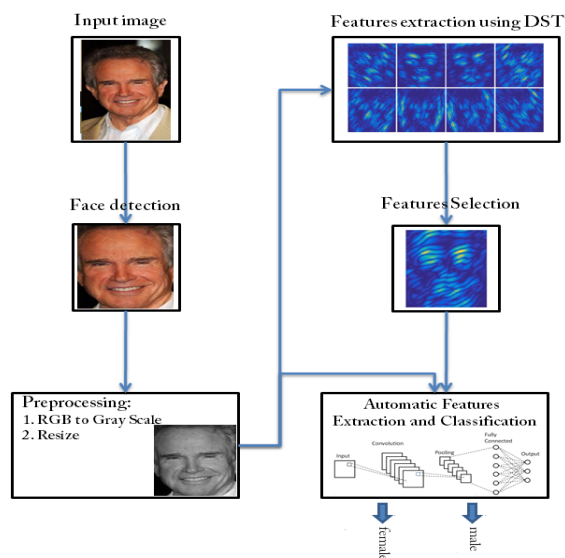 Input image
Face detection
Preprocessing:
1. RGB to Gray Scale
2. Resize
Features extraction using DST
Features Selection
Automatic Features
Extraction and Classification
Input
Convolution
Pooling
Fully
Connected
Output
female
male